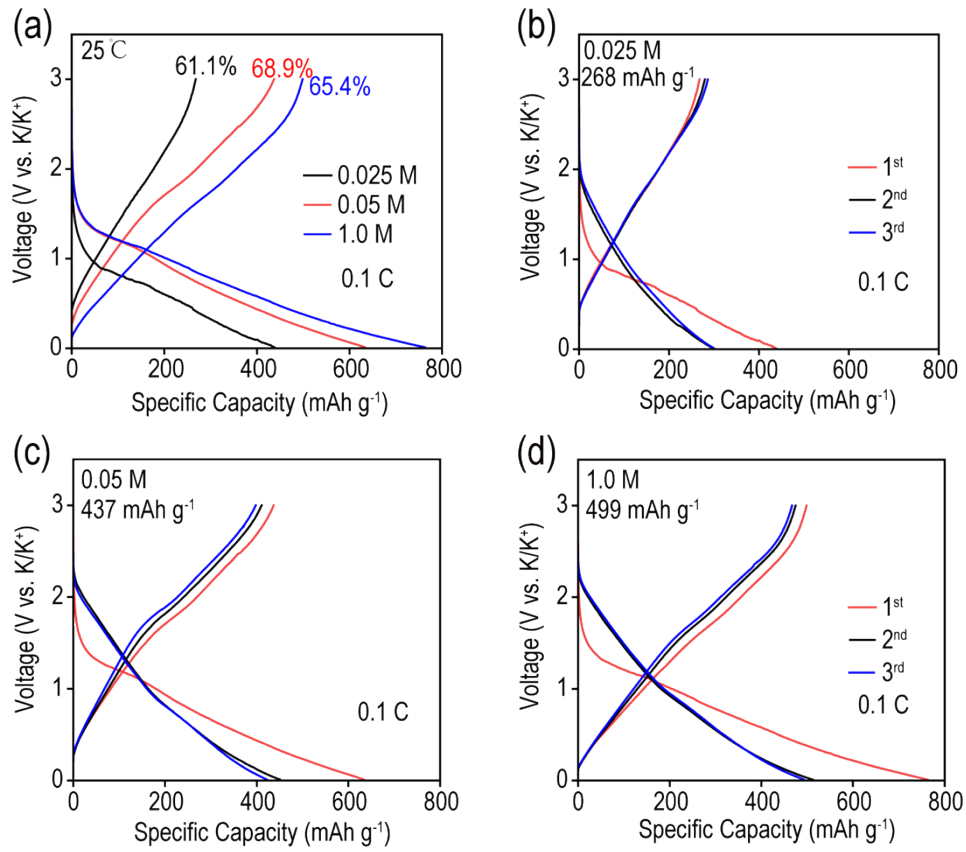 (a)
25℃
61.1%
68.9%
65.4%
0.025 M
0.05 M
1.0 M
0.1 C
Voltage (V vs. K/K⁺)
3
2
1
0
0 200 400 600 800
Specific Capacity (mAh g⁻¹)
(b)
0.025 M
268 mAh g⁻¹
1ˢᵗ
2ⁿᵈ
3ʳᵈ
0.1 C
Voltage (V vs. K/K⁺)
3
2
1
0
0 200 400 600 800
Specific Capacity (mAh g⁻¹)
(c)
0.05 M
437 mAh g⁻¹
0.1 C
Voltage (V vs. K/K⁺)
3
2
1
0
0 200 400 600 800
Specific Capacity (mAh g⁻¹)
(d)
1.0 M
499 mAh g⁻¹
1ˢᵗ
2ⁿᵈ
3ʳᵈ
0.1 C
Voltage (V vs. K/K⁺)
3
2
1
0
0 200 400 600 800
Specific Capacity (mAh g⁻¹)